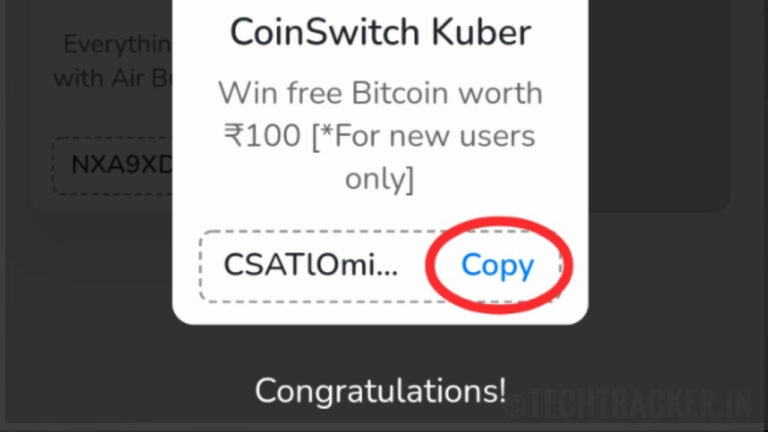 CoinSwitch Kuber
Everythin
with Air Br
Win free Bitcoin worth
₹100 [*For new users
only]
NXA9XD
CSATlOmi... Copy
Congratulations!
©TECHTRACKER.IN